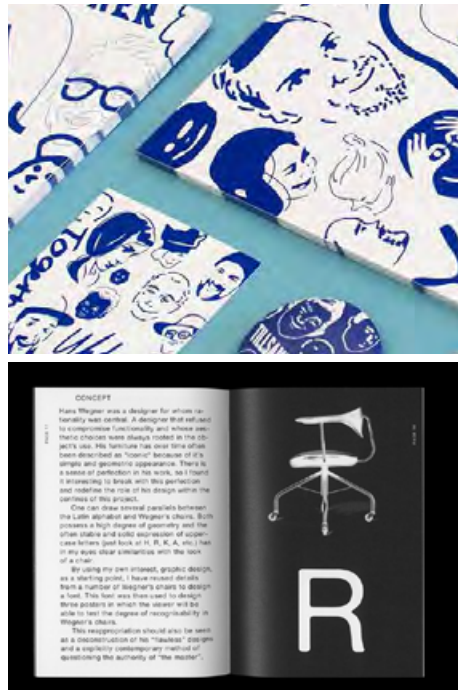 NER
TOGET
TILLSA
CONCEPT
Hans Wegner was a designer for whom ra-
tionality was central. A designer that refused
to compromise functionality and whose aes-
thetic choices were always rooted in the ob-
ject's use. His furniture has over time often
been described as "iconic" because of it's
simple and geometric appearance. There is
a sense of perfection in his work, so I found
it interesting to break with this perfection
and redefine the role of his design within the
confines of this project.
One can draw several parallels between
the Latin alphabet and Wegner's chairs. Both
possess a high degree of geometry and the
often stable and solid expression of upper-
case letters (just look at H, R, K, A, etc.) has
in my eyes clear similarities with the look
of a chair.
By using my own interest, graphic design,
as a starting point, I have reused details
from a number of Wegner's chairs to design
a font. This font was then used to design
three posters in which the viewer will be
able to test the degree of recognisability in
Wegner's chairs.
This reappropriation should also be seen
as a deconstruction of his "flawless" designs
and a explicitly contemporary method of
questioning the authority of "the master".
R